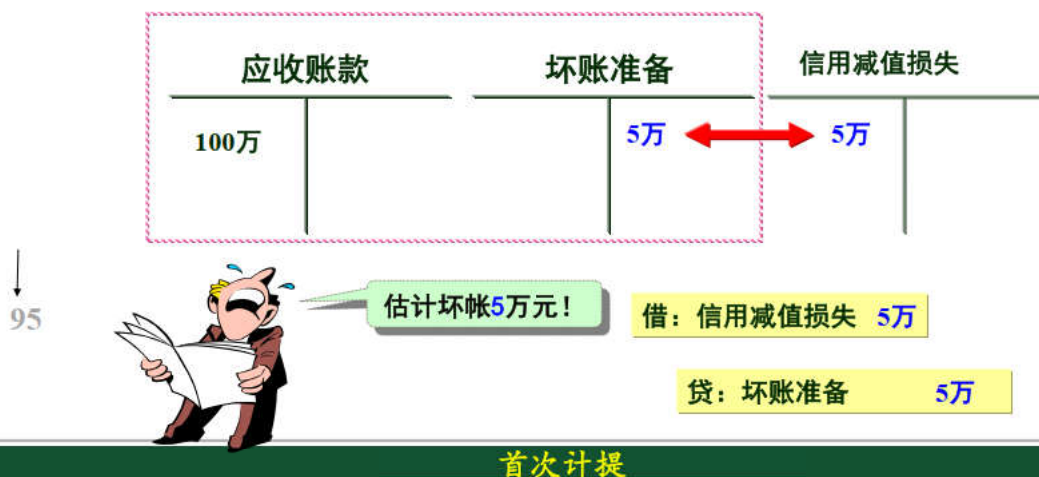 应收账款 坏账准备 信用减值损失
100万 5万 5万
95
估计坏帐5万元！
借：信用减值损失 5万
贷：坏账准备 5万
首次计提